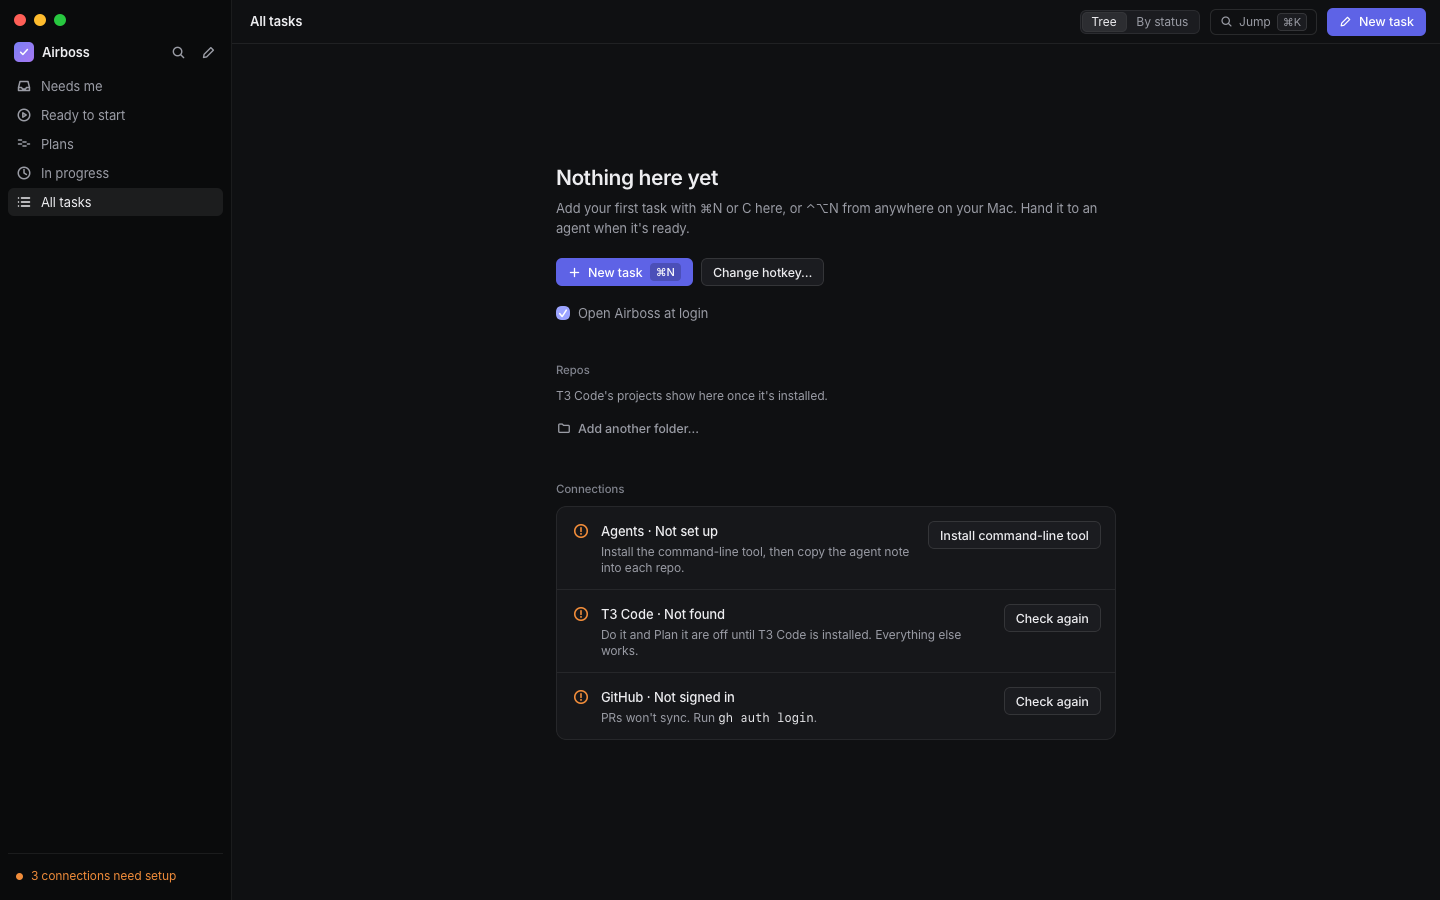 Airboss
Needs me
Ready to start
Plans
In progress
All tasks
3 connections need setup
All tasks
Tree
By status
Jump ⌘K
New task
Nothing here yet
Add your first task with ⌘N or C here, or ⌃⌥N from anywhere on your Mac. Hand it to an
agent when it's ready.
New task ⌘N
Change hotkey...
Open Airboss at login
Repos
T3 Code's projects show here once it's installed.
Add another folder...
Connections
Agents · Not set up
Install the command-line tool, then copy the agent note
into each repo.
Install command-line tool
T3 Code · Not found
Do it and Plan it are off until T3 Code is installed. Everything else
works.
Check again
GitHub · Not signed in
PRs won't sync. Run gh auth login.
Check again